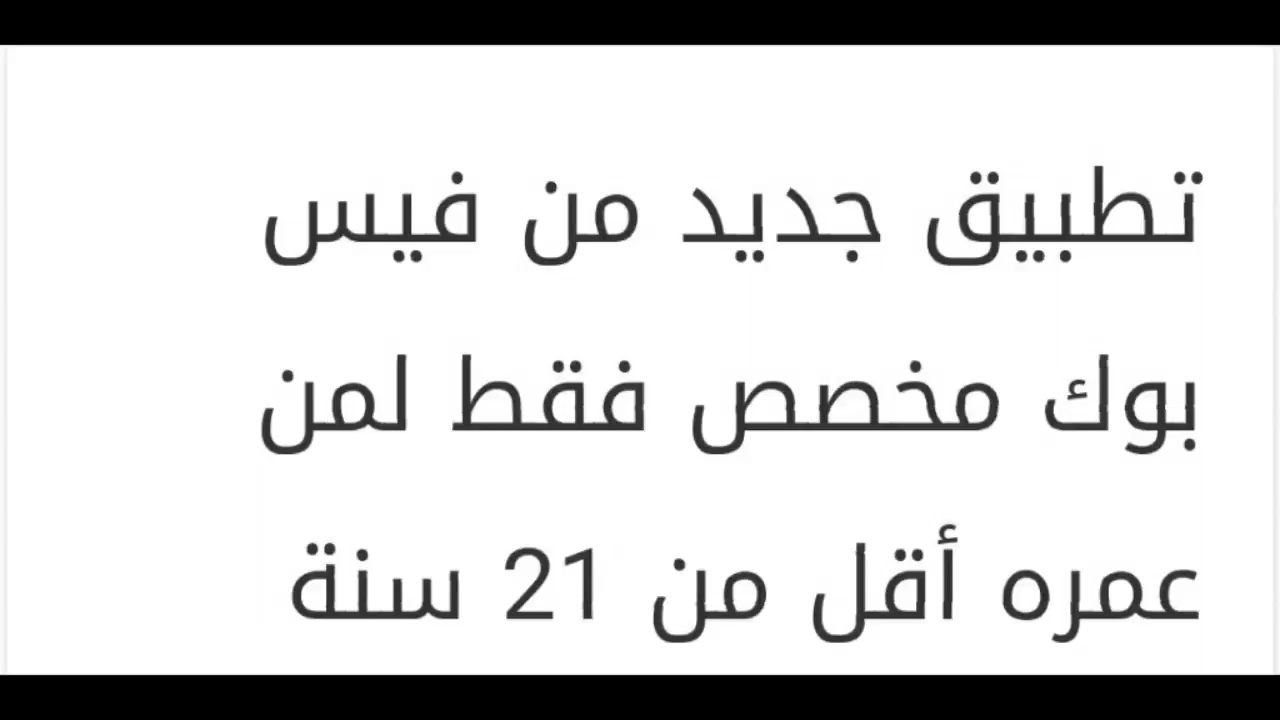 تطبيق جديد من فيس
بوك مخصص فقط لمن
عمره أقل من 21 سنة